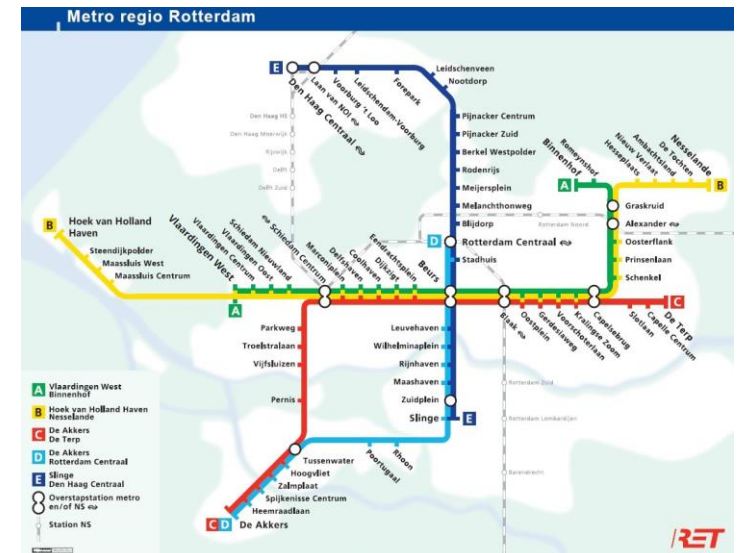 Metro regio Rotterdam
E
Den Haag Centraal
Laan van NOI
Voorburg 't Loo
Leidschendam-Voorburg
Forepark
Leidschenveen
Nootdorp
Pijnacker Centrum
Pijnacker Zuid
Berkel Westpolder
Rodenrijs
Meijersplein
Melanchthonweg
Blijdorp
D
Rotterdam Centraal
Stadhuis
Den Haag HS
Den Haag Moerwijk
Rijswijk
Delft
Delft Zuid
Rotterdam Noord
A
Binnenhof
Romeynshof
Hesseplaats
Nieuw Verlaat
Ambachtsland
De Tochten
Nesselande
B
Graskruid
Alexander
Oosterflank
Prinsenlaan
Schenkel
B
Hoek van Holland
Haven
Steendijkpolder
Maassluis West
Maassluis Centrum
Vlaardingen West
Vlaardingen Centrum
Vlaardingen Oost
Schiedam Nieuwland
Schiedam Centrum
Marconiplein
Delfshaven
Coolhaven
Dijkzigt
Eendrachtsplein
Beurs
A
Blaak
Oostplein
Gerdesiaweg
Voorschoterlaan
Kralingse Zoom
Capelsebrug
Slotlaan
Capelle Centrum
De Terp
C
Parkweg
Troelstralaan
Vijfsluizen
Pernis
Leuvehaven
Wilhelminaplein
Rijnhaven
Maashaven
Zuidplein
Slinge
E
Rotterdam Zuid
Rotterdam Lombardijen
Barendrecht
Tussenwater
Hoogvliet
Zalmplaat
Spijkenisse Centrum
Heemraadlaan
Poortugaal
Rhoon
C D De Akkers
A Vlaardingen West
Binnenhof
B Hoek van Holland Haven
Nesselande
C De Akkers
De Terp
D De Akkers
Rotterdam Centraal
E Slinge
Den Haag Centraal
Overstapstation metro
en/of NS
Station NS
RET